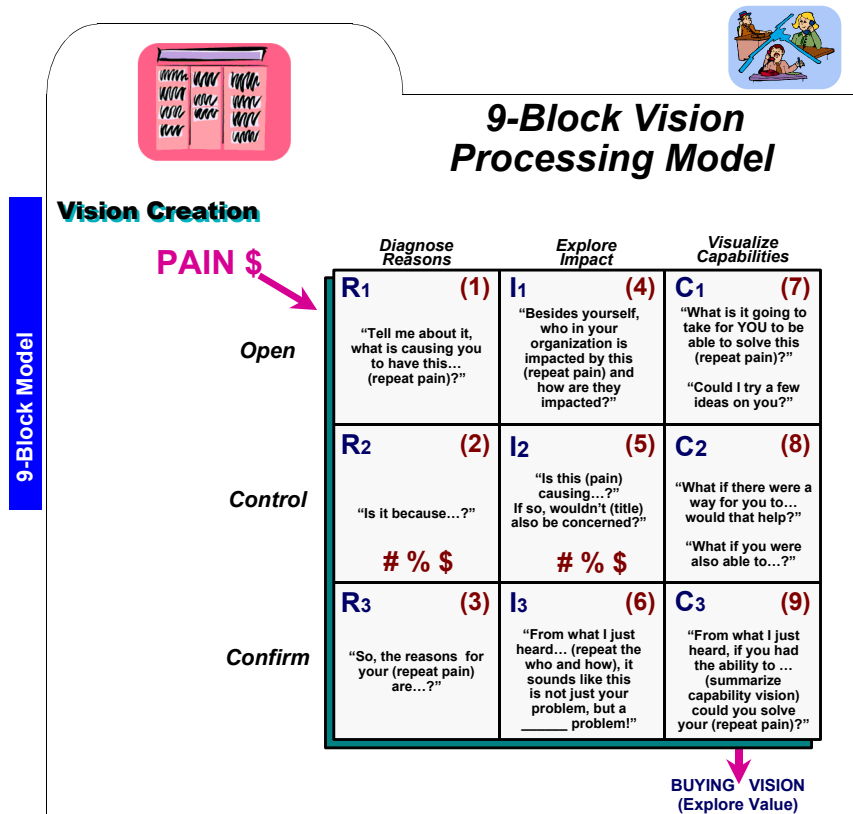 9-Block Vision
Processing Model
9-Block Model
Vision Creation
PAIN $
Diagnose
Reasons
Explore
Impact
Visualize
Capabilities
Open
R1 (1)
“Tell me about it,
what is causing you
to have this…
(repeat pain)?”
I1 (4)
“Besides yourself,
who in your
organization is
impacted by this
(repeat pain) and
how are they
impacted?”
C1 (7)
“What is it going to
take for YOU to be
able to solve this
(repeat pain)?”
“Could I try a few
ideas on you?”
Control
R2 (2)
“Is it because…?”
# % $
I2 (5)
“Is this (pain)
causing…?”
If so, wouldn’t (title)
also be concerned?”
# % $
C2 (8)
“What if there were a
way for you to…
would that help?”
“What if you were
also able to…?”
Confirm
R3 (3)
“So, the reasons for
your (repeat pain)
are…?”
I3 (6)
“From what I just
heard… (repeat the
who and how), it
sounds like this
is not just your
problem, but a
______ problem!”
C3 (9)
“From what I just
heard, if you had
the ability to …
(summarize
capability vision)
could you solve
your (repeat pain)?”
BUYING VISION
(Explore Value)